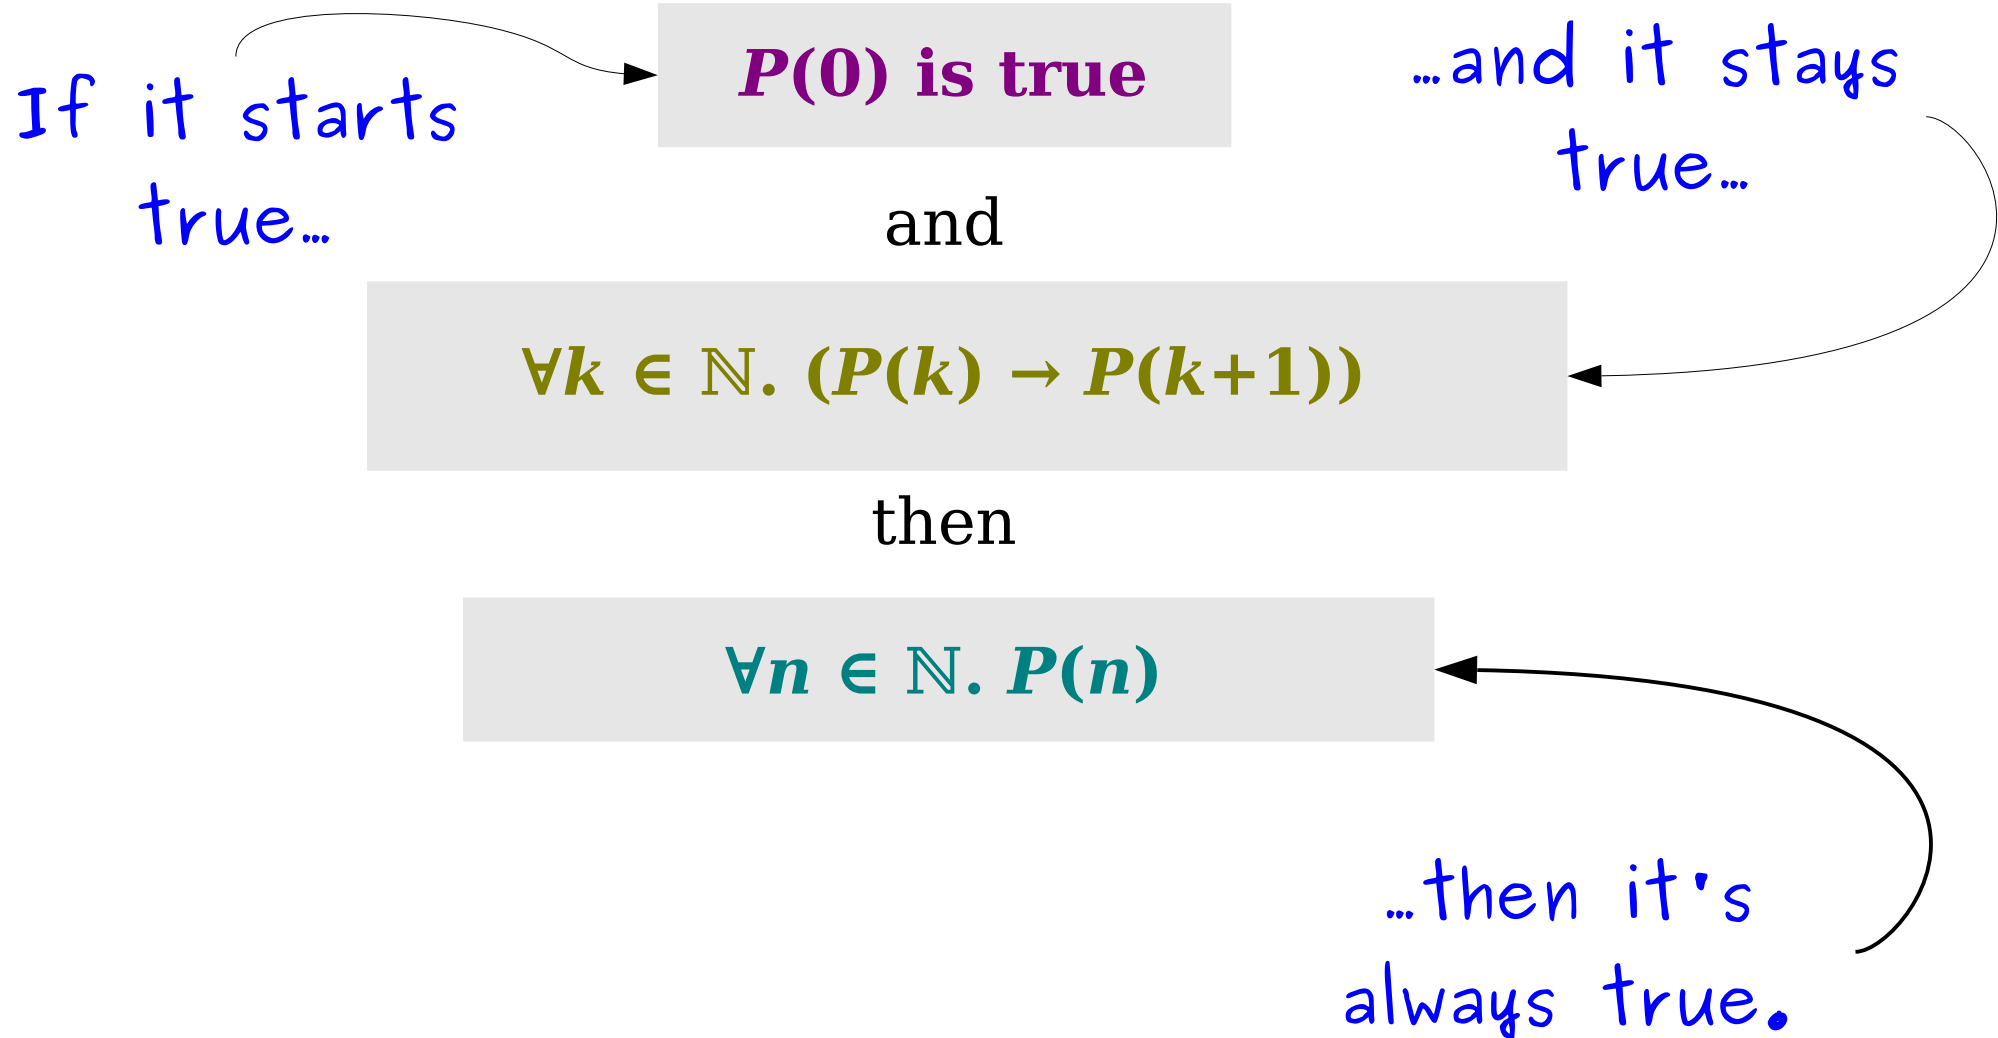 If it starts
true…
P(0) is true
…and it stays
true…
and
∀k ∈ ℕ. (P(k) → P(k+1))
then
∀n ∈ ℕ. P(n)
…then it's
always true.